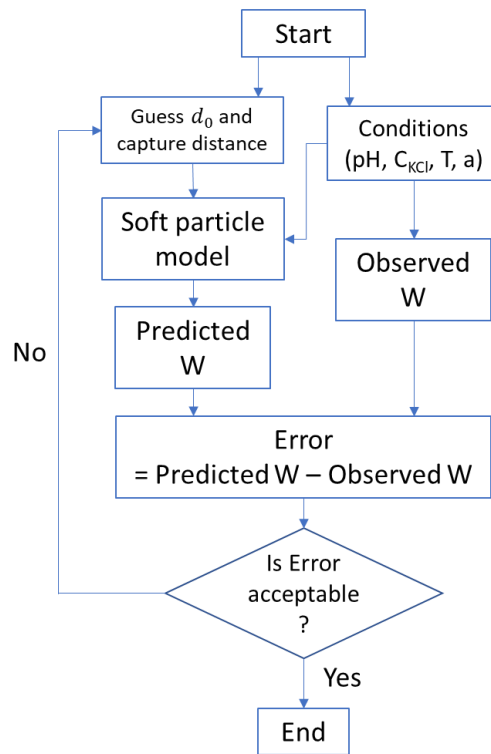 Start
Guess d₀ and
capture distance
Conditions
(pH, C_KCl, T, a)
Soft particle
model
Observed
W
Predicted
W
No
Error
= Predicted W – Observed W
Is Error
acceptable
?
Yes
End